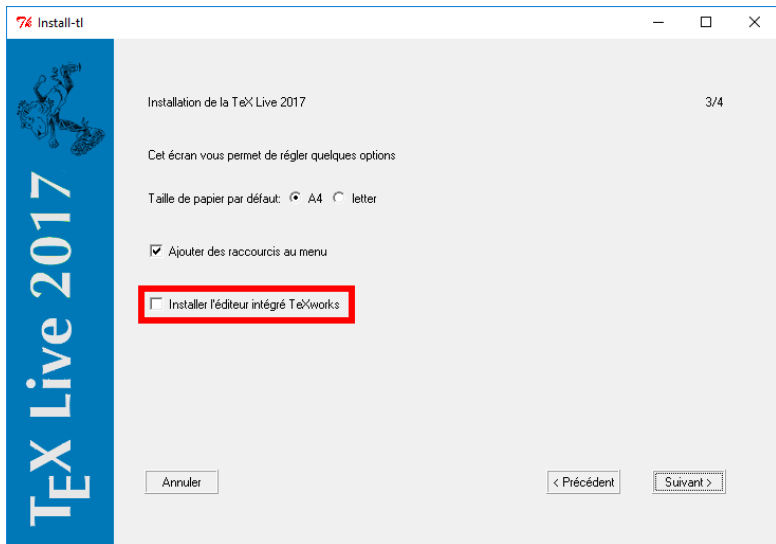 Install-tl
TEX Live 2017
Installation de la TeX Live 2017
3/4
Cet écran vous permet de régler quelques options
Taille de papier par défaut: A4 letter
Ajouter des raccourcis au menu
Installer l'éditeur intégré TeXworks
Annuler
< Précédent
Suivant >